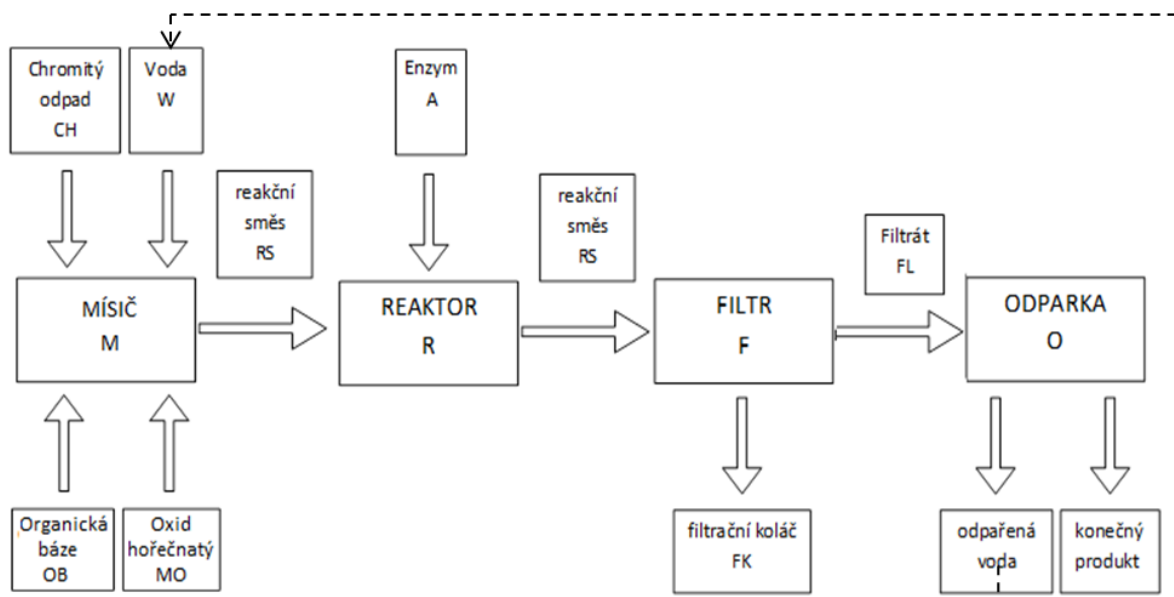 Chromitý
odpad
CH
Voda
W
Enzym
A
reakční
směs
RS
reakční
směs
RS
Filtrát
FL
MÍSIČ
M
REAKTOR
R
FILTR
F
ODPARKA
O
Organická
báze
OB
Oxid
hořečnatý
MO
filtrační koláč
FK
odpařená
voda
konečný
produkt